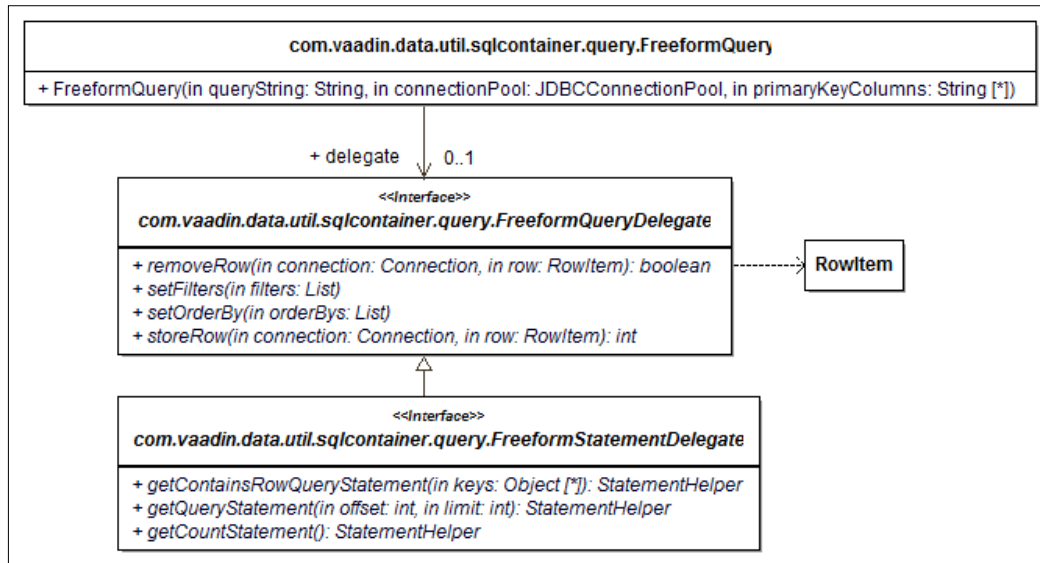 com.vaadin.data.util.sqlcontainer.query.FreeformQuery
+ FreeformQuery(in queryString: String, in connectionPool: JDBCConnectionPool, in primaryKeyColumns: String [*])
+ delegate 0..1
<<Interface>>
com.vaadin.data.util.sqlcontainer.query.FreeformQueryDelegate
+ removeRow(in connection: Connection, in row: RowItem): boolean
+ setFilters(in filters: List)
+ setOrderBy(in orderBys: List)
+ storeRow(in connection: Connection, in row: RowItem): int
RowItem
<<Interface>>
com.vaadin.data.util.sqlcontainer.query.FreeformStatementDelegate
+ getContainsRowQueryStatement(in keys: Object [*]): StatementHelper
+ getQueryStatement(in offset: int, in limit: int): StatementHelper
+ getCountStatement(): StatementHelper